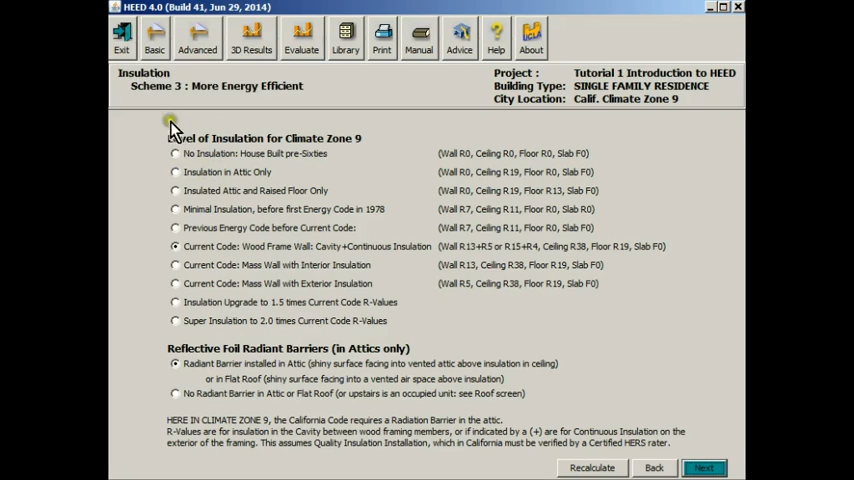 HEED 4.0 (Build 41, Jun 29, 2014)
Exit Basic Advanced 3D Results Evaluate Library Print Manual Advice Help About
Insulation
Scheme 3 : More Energy Efficient
Project : Tutorial 1 Introduction to HEED
Building Type: SINGLE FAMILY RESIDENCE
City Location: Calif. Climate Zone 9
Level of Insulation for Climate Zone 9
No Insulation: House Built pre-Sixties (Wall R0, Ceiling R0, Floor R0, Slab F0)
Insulation in Attic Only (Wall R0, Ceiling R19, Floor R0, Slab F0)
Insulated Attic and Raised Floor Only (Wall R0, Ceiling R19, Floor R13, Slab F0)
Minimal Insulation, before first Energy Code in 1978 (Wall R7, Ceiling R11, Floor R0, Slab R0)
Previous Energy Code before Current Code: (Wall R7, Ceiling R11, Floor R0, Slab F0)
Current Code: Wood Frame Wall: Cavity+Continuous Insulation (Wall R13+R5 or R15+R4, Ceiling R38, Floor R19, Slab F0)
Current Code: Mass Wall with Interior Insulation (Wall R13, Ceiling R38, Floor R19, Slab F0)
Current Code: Mass Wall with Exterior Insulation (Wall R5, Ceiling R38, Floor R19, Slab F0)
Insulation Upgrade to 1.5 times Current Code R-Values
Super Insulation to 2.0 times Current Code R-Values
Reflective Foil Radiant Barriers (in Attics only)
Radiant Barrier installed in Attic (shiny surface facing into vented attic above insulation in ceiling)
or in Flat Roof (shiny surface facing into a vented air space above insulation)
No Radiant Barrier in Attic or Flat Roof (or upstairs is an occupied unit: see Roof screen)
HERE IN CLIMATE ZONE 9, the California Code requires a Radiation Barrier in the attic.
R-Values are for insulation in the Cavity between wood framing members, or if indicated by a (+) are for Continuous Insulation on the
exterior of the framing. This assumes Quality Insulation Installation, which in California must be verified by a Certified HERS rater.
Recalculate Back Next